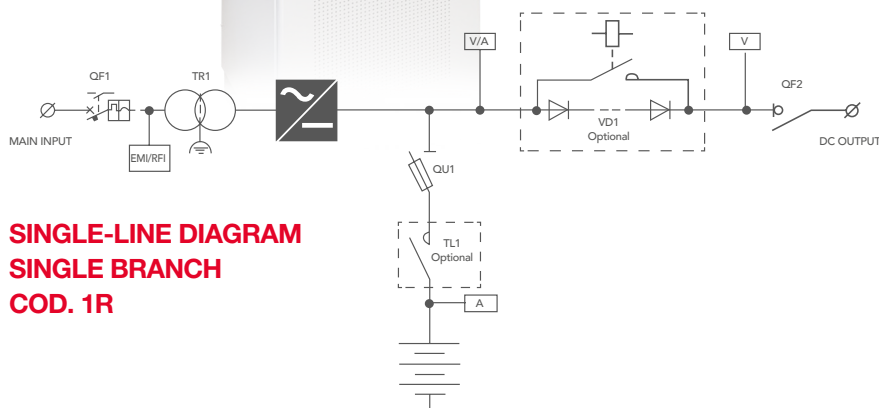 V/A
V
QF1
TR1
QF2
MAIN INPUT
VD1
Optional
DC OUTPUT
EMI/RFI
QU1
SINGLE-LINE DIAGRAM
SINGLE BRANCH
COD. 1R
TL1
Optional
A